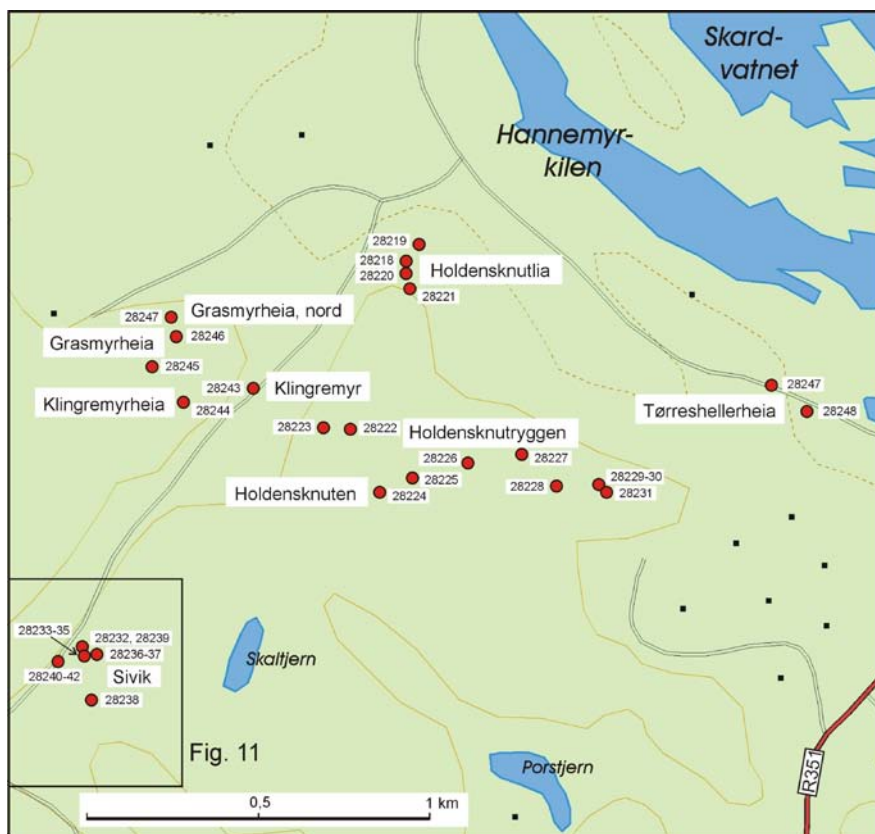 Skard-
vatnet
Hannemyr-
kilen
28219
28218
28220
Holdensknutlia
28221
28247
Grasmyrheia, nord
28246
Grasmyrheia
28245
28243
Klingremyr
Klingremyrheia
28244
28247
Tørreshellerheia
28248
28223
28222
Holdensknutryggen
28227
28226
28225
Holdensknuten
28224
28228
28229-30
28231
28233-35
28232, 28239
28236-37
28240-42
Sivik
28238
Skaltjern
Fig. 11
Porstjern
R351
0,5
1 km